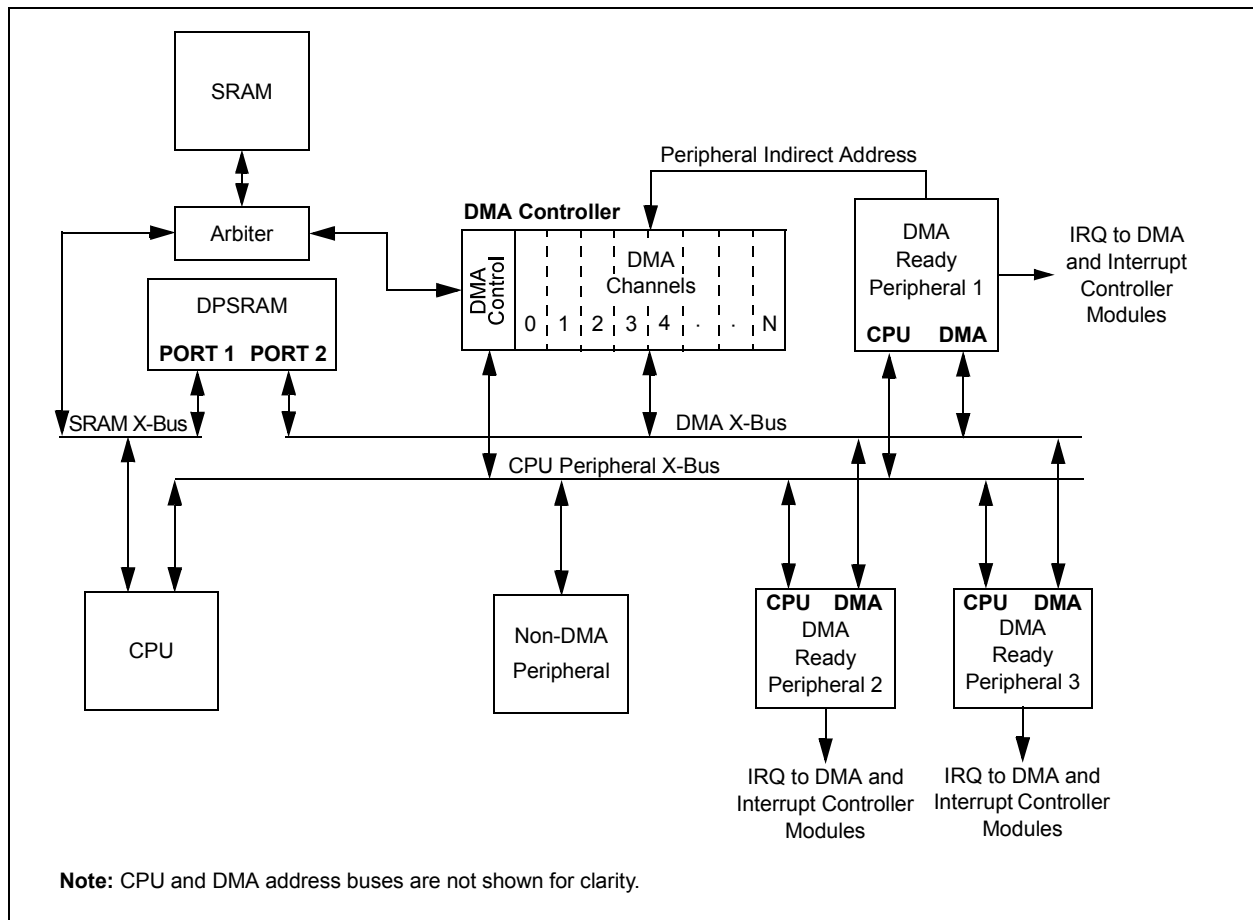 SRAM
Peripheral Indirect Address
DMA Controller
Arbiter
DMA Control
DMA
Channels
0 1 2 3 4 . . N
DMA
Ready
Peripheral 1
CPU DMA
IRQ to DMA
and Interrupt
Controller
Modules
DPSRAM
PORT 1 PORT 2
SRAM X-Bus
DMA X-Bus
CPU Peripheral X-Bus
CPU
Non-DMA
Peripheral
CPU DMA
DMA
Ready
Peripheral 2
CPU DMA
DMA
Ready
Peripheral 3
IRQ to DMA and
Interrupt Controller
Modules
IRQ to DMA and
Interrupt Controller
Modules
Note: CPU and DMA address buses are not shown for clarity.